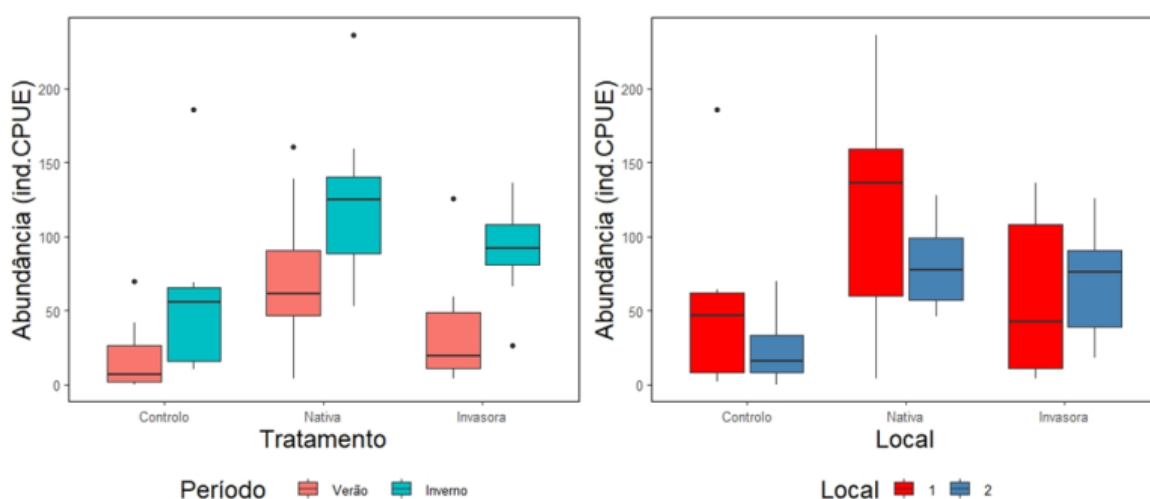 Abundância (ind.CPUE)
200
150
100
50
0
Controlo Nativa Invasora
Tratamento
Período Verão Inverno
Abundância (ind.CPUE)
200
150
100
50
0
Controlo Nativa Invasora
Local
Local 1 2